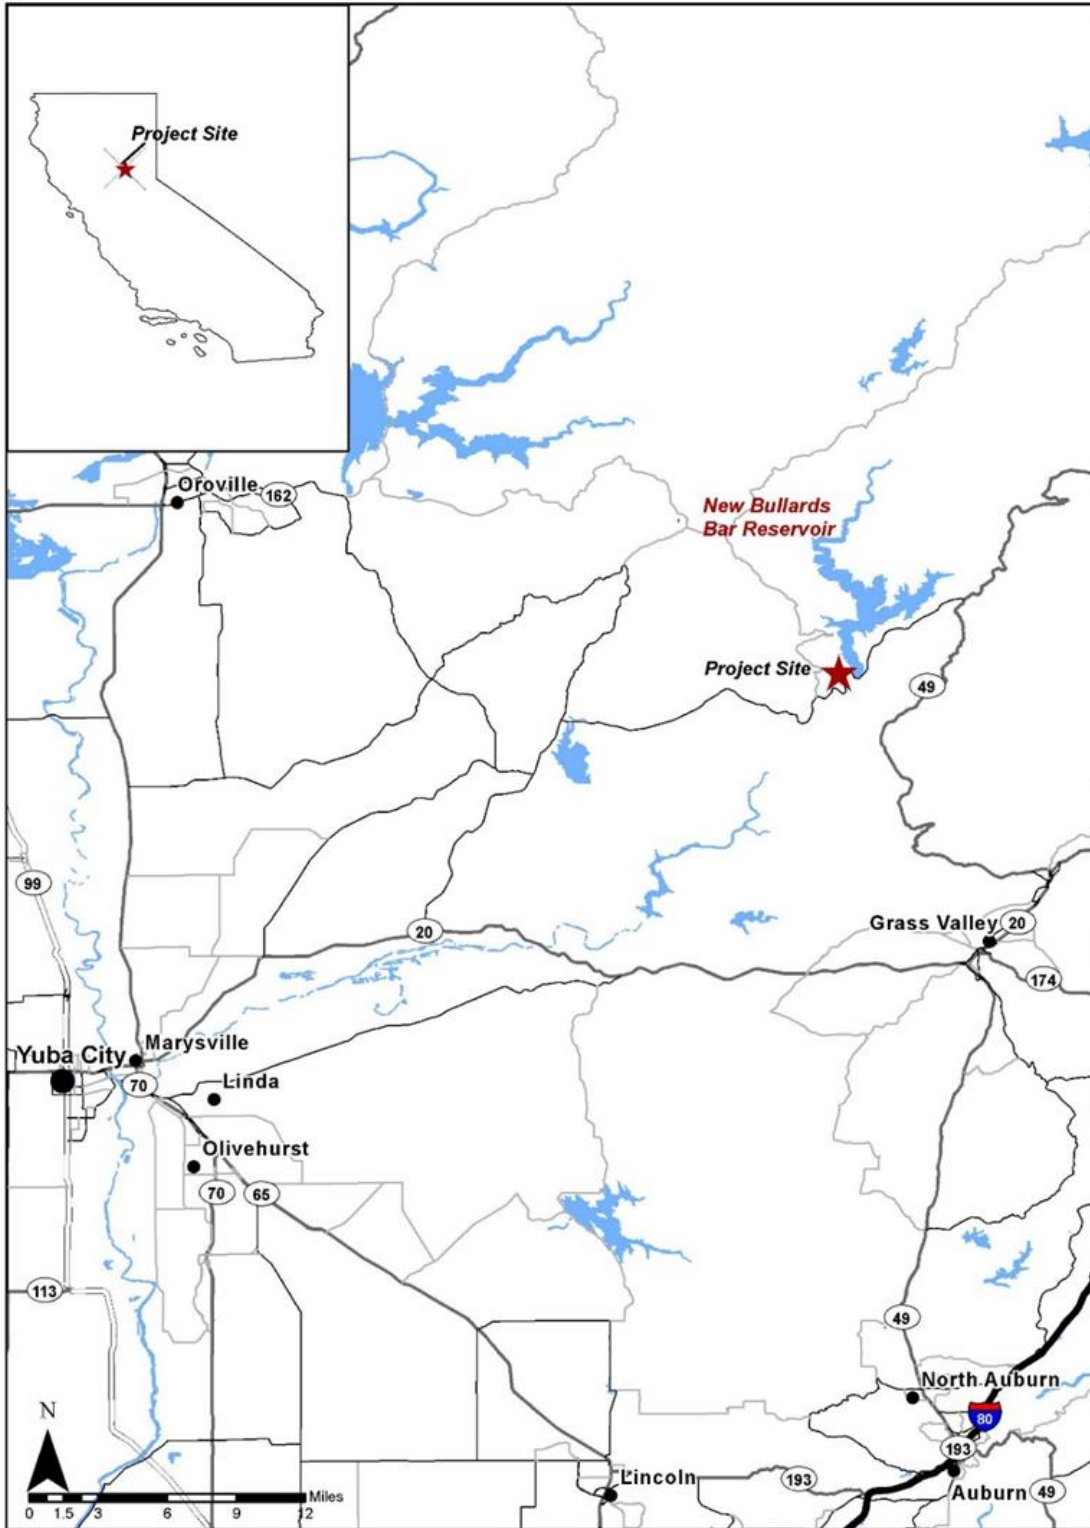 Project Site
Oroville
162
New Bullards
Bar Reservoir
Project Site
49
99
20
Grass Valley
20
174
Marysville
Yuba City
70
Linda
Olivehurst
70
65
113
49
North Auburn
80
N
193
Lincoln
193
Auburn
49
Miles
0 1.5 3 6 9 12